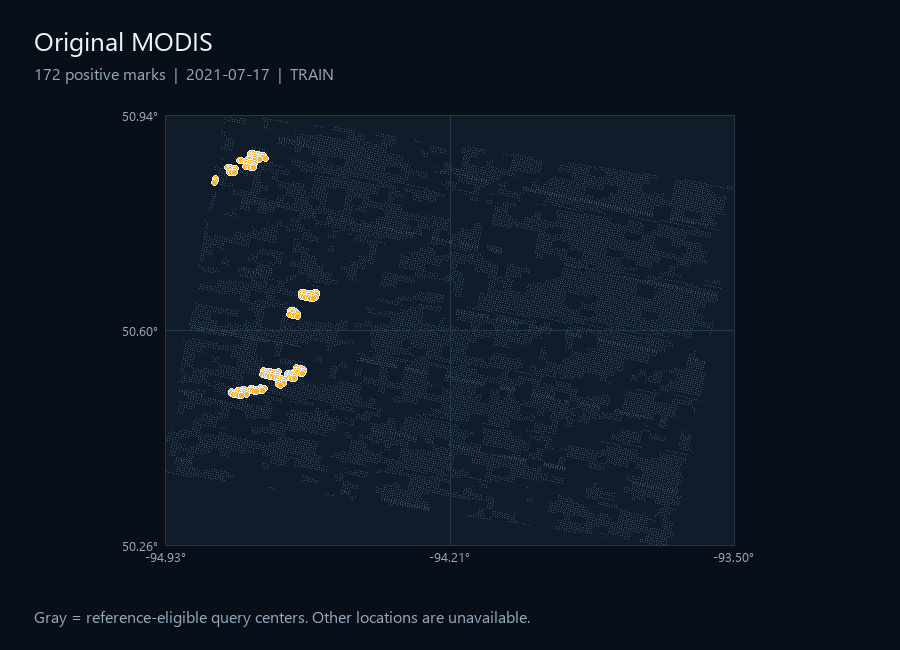 Original MODIS
172 positive marks | 2021-07-17 | TRAIN
50.94°
50.60°
50.26°
-94.93°
-94.21°
-93.50°
Gray = reference-eligible query centers. Other locations are unavailable.